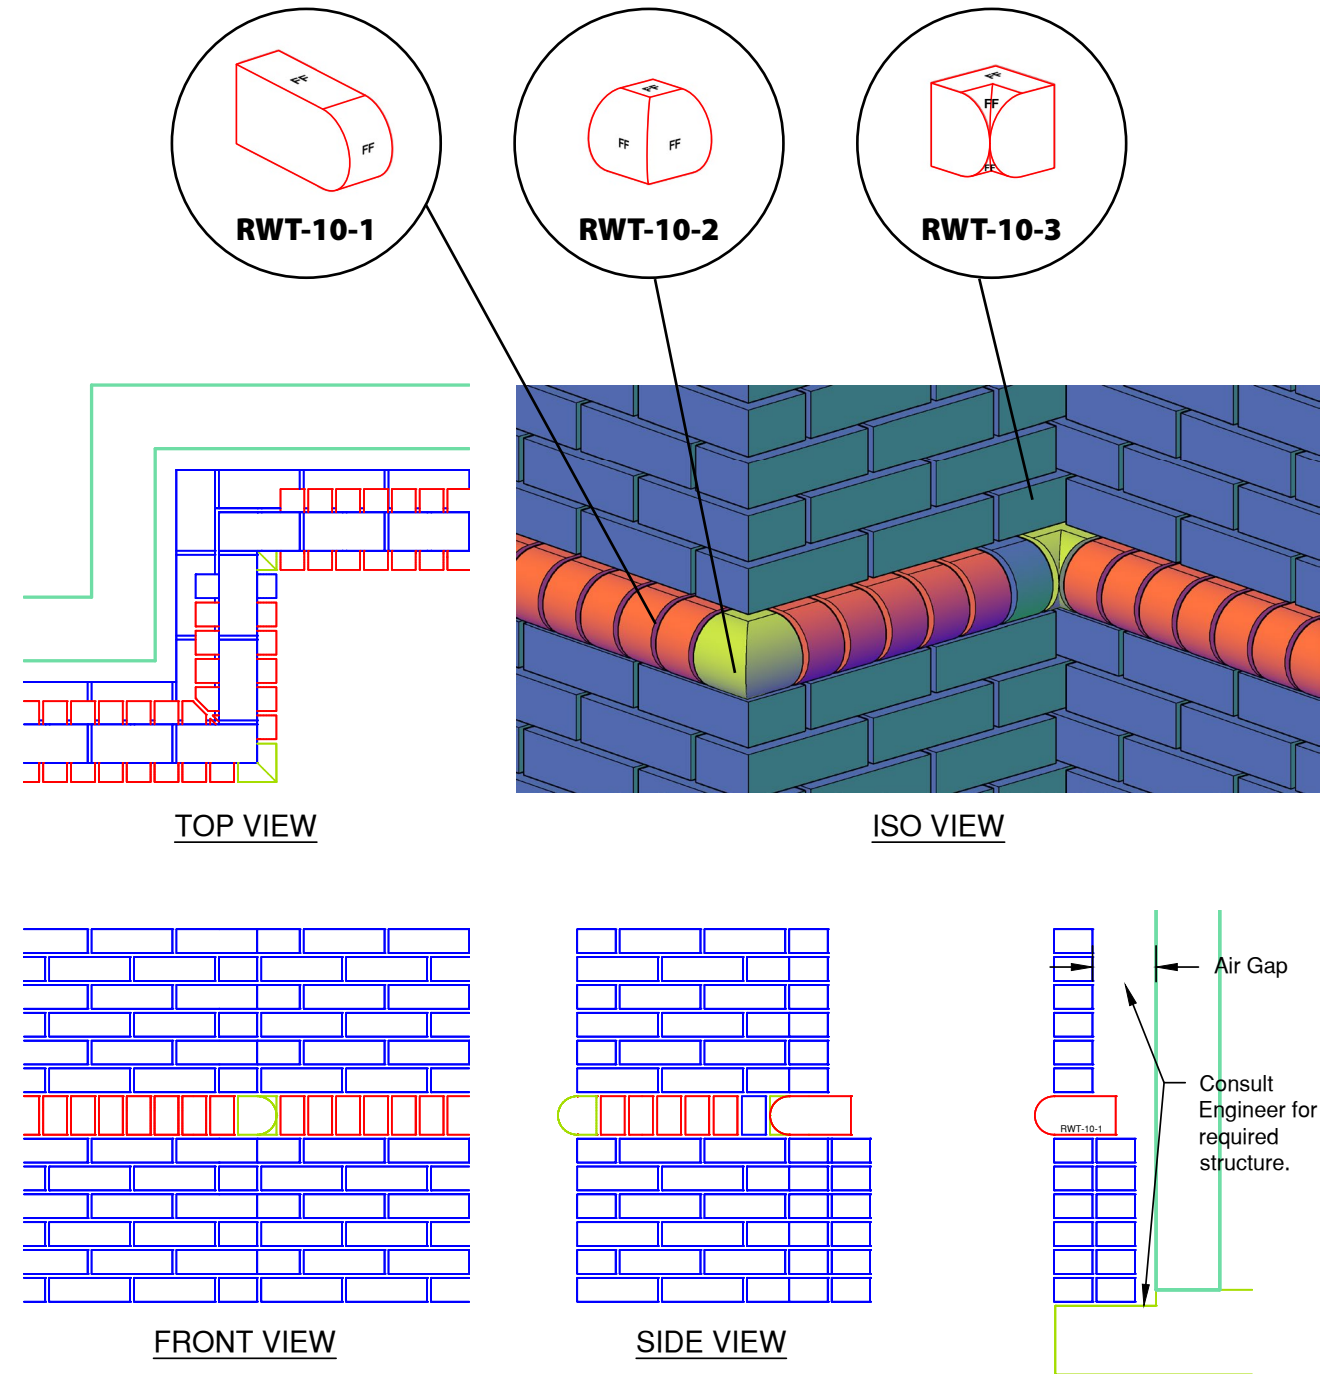 FF
FF
RWT-10-1
FF
FF
FF
RWT-10-2
FF
FF
FF
RWT-10-3
TOP VIEW
ISO VIEW
Air Gap
Consult
Engineer for
required
structure.
RWT-10-1
FRONT VIEW
SIDE VIEW